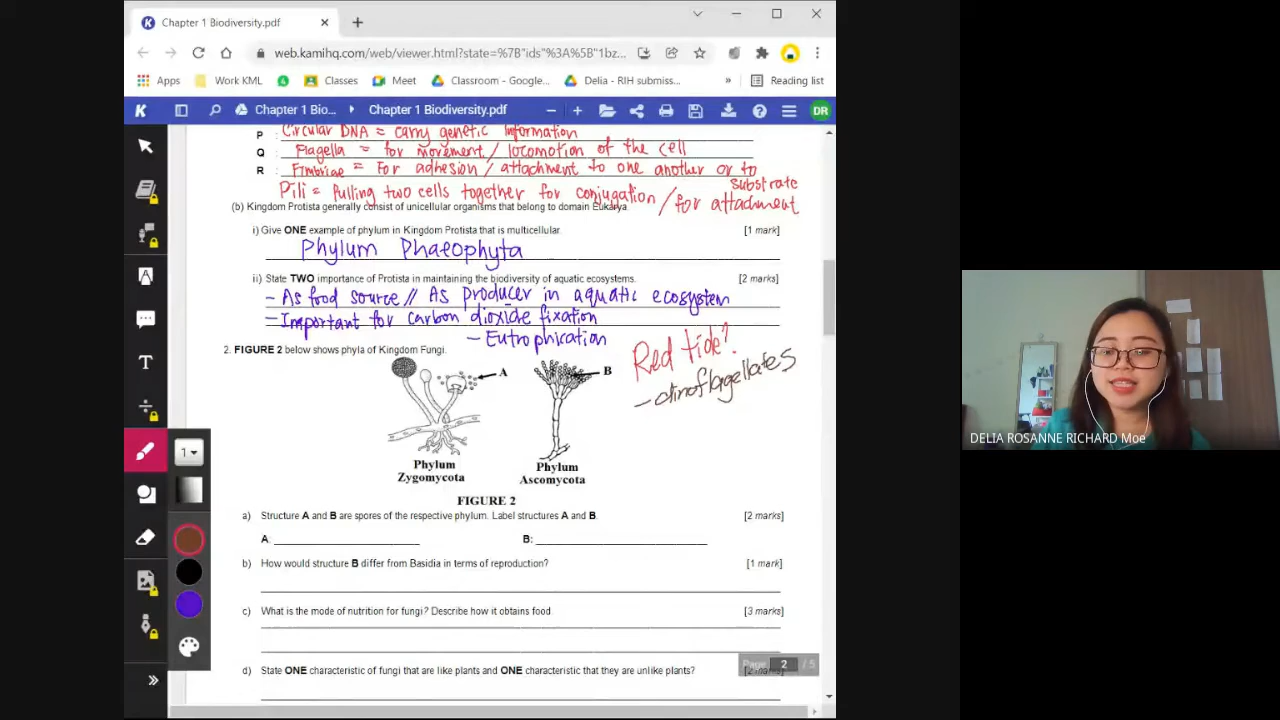 Chapter 1 Biodiversity.pdf
web.kamihq.com/web/viewer.html?state=%7B"ids"%3A%5B"1bz...
Apps Work KML Classes Meet Classroom - Google... Delia - RIH submiss... » Reading list
K Chapter 1 Bio... Chapter 1 Biodiversity.pdf DR
P : Circular DNA = carry genetic information
Q : Flagella = for movement / locomotion of the cell
R : Fimbriae = For adhesion / attachment to one another or to substrate
Pili = Pulling two cells together for conjugation / for attachment
(b) Kingdom Protista generally consist of unicellular organisms that belong to domain Eukarya.
i) Give ONE example of phylum in Kingdom Protista that is multicellular. [1 mark]
Phylum Phaeophyta
ii) State TWO importance of Protista in maintaining the biodiversity of aquatic ecosystems. [2 marks]
- As food source // As producer in aquatic ecosystem
- Important for carbon dioxide fixation
- Eutrophication
Red tide?
- dinoflagellates
2. FIGURE 2 below shows phyla of Kingdom Fungi.
A
B
Phylum Zygomycota
Phylum Ascomycota
FIGURE 2
a) Structure A and B are spores of the respective phylum. Label structures A and B. [2 marks]
A. B:
b) How would structure B differ from Basidia in terms of reproduction? [1 mark]
c) What is the mode of nutrition for fungi? Describe how it obtains food. [3 marks]
d) State ONE characteristic of fungi that are like plants and ONE characteristic that they are unlike plants? [2 marks]
Page 2 / 5
T
1
DELIA ROSANNE RICHARD Moe